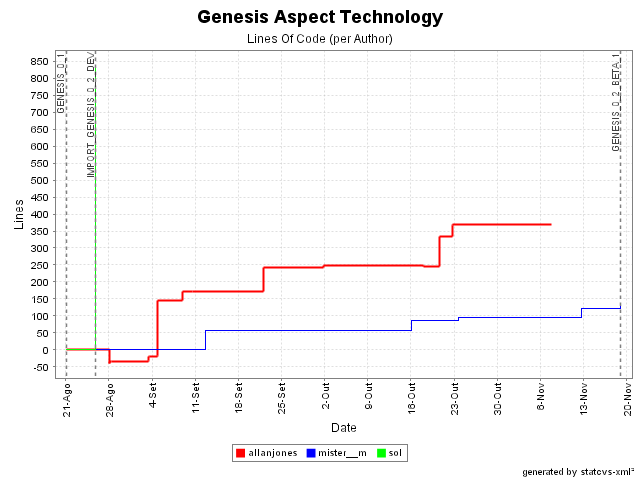 Genesis Aspect Technology
Lines Of Code (per Author)
GENESIS_0_1
IMPORT_GENESIS_0_2_DEV
GENESIS_0_2_BETA_1
850
800
750
700
650
600
550
500
450
400
350
300
250
200
150
100
50
0
-50
Lines
21-Ago
28-Ago
4-Set
11-Set
18-Set
25-Set
2-Out
9-Out
16-Out
23-Out
30-Out
6-Nov
13-Nov
20-Nov
Date
allanjones mister__m sol
generated by statcvs-xml²